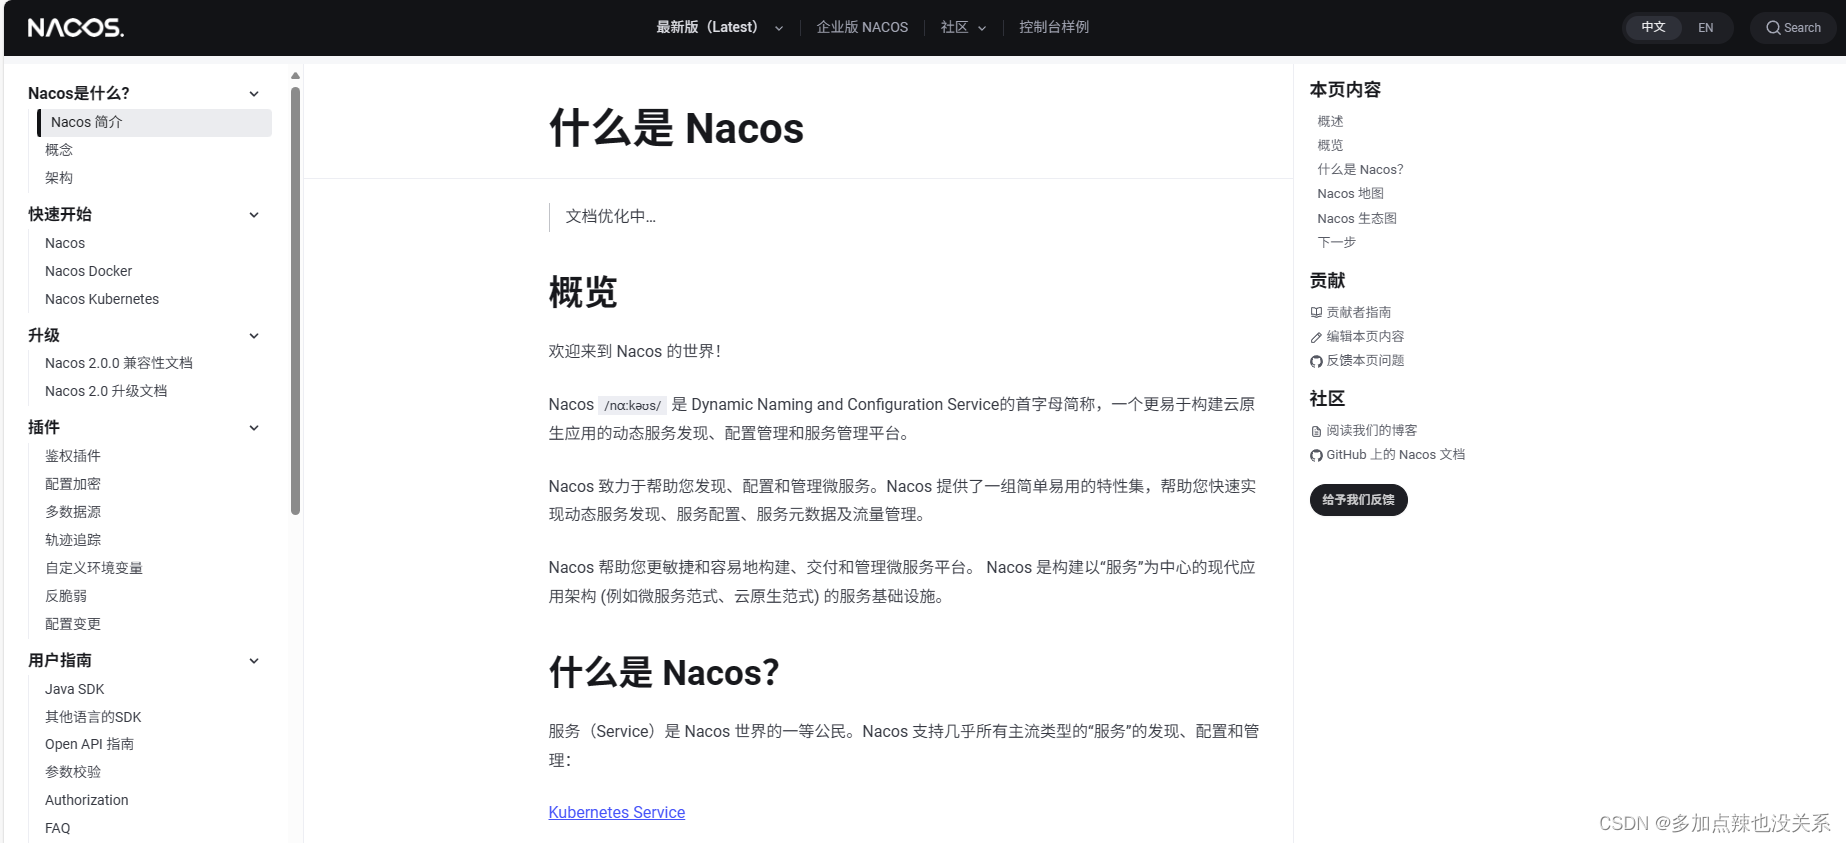 NACOS.
最新版（Latest）
企业版 NACOS
社区
控制台样例
中文
EN
Search
Nacos是什么？
Nacos 简介
概念
架构
快速开始
Nacos
Nacos Docker
Nacos Kubernetes
升级
Nacos 2.0.0 兼容性文档
Nacos 2.0 升级文档
插件
鉴权插件
配置加密
多数据源
轨迹追踪
自定义环境变量
反脆弱
配置变更
用户指南
Java SDK
其他语言的SDK
Open API 指南
参数校验
Authorization
FAQ
什么是 Nacos
文档优化中…
概览
欢迎来到 Nacos 的世界！
Nacos /nɑ:kəʊs/ 是 Dynamic Naming and Configuration Service的首字母简称，一个更易于构建云原
生应用的动态服务发现、配置管理和服务管理平台。
Nacos 致力于帮助您发现、配置和管理微服务。Nacos 提供了一组简单易用的特性集，帮助您快速实
现动态服务发现、服务配置、服务元数据及流量管理。
Nacos 帮助您更敏捷和容易地构建、交付和管理微服务平台。 Nacos 是构建以“服务”为中心的现代应
用架构 (例如微服务范式、云原生范式) 的服务基础设施。
什么是 Nacos？
服务（Service）是 Nacos 世界的一等公民。Nacos 支持几乎所有主流类型的“服务”的发现、配置和管
理：
Kubernetes Service
本页内容
概述
概览
什么是 Nacos？
Nacos 地图
Nacos 生态图
下一步
贡献
贡献者指南
编辑本页内容
反馈本页问题
社区
阅读我们的博客
GitHub 上的 Nacos 文档
给予我们反馈
CSDN @多加点辣也没关系